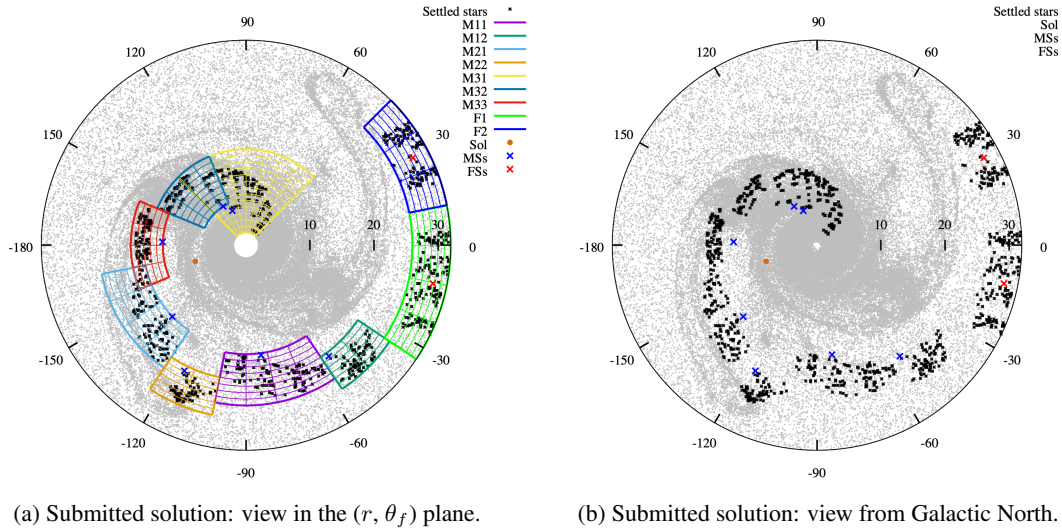 90
Settled stars
M11
M12
M21
M22
M31
M32
M33
F1
F2
Sol
MSs
FSs
60
30
150
10
20
30
0
-180
-150
-30
-120
-60
-90
90
Settled stars
Sol
MSs
FSs
60
30
150
10
20
30
0
-180
-150
-30
-120
-60
-90
(a) Submitted solution: view in the (r, θf) plane.
(b) Submitted solution: view from Galactic North.